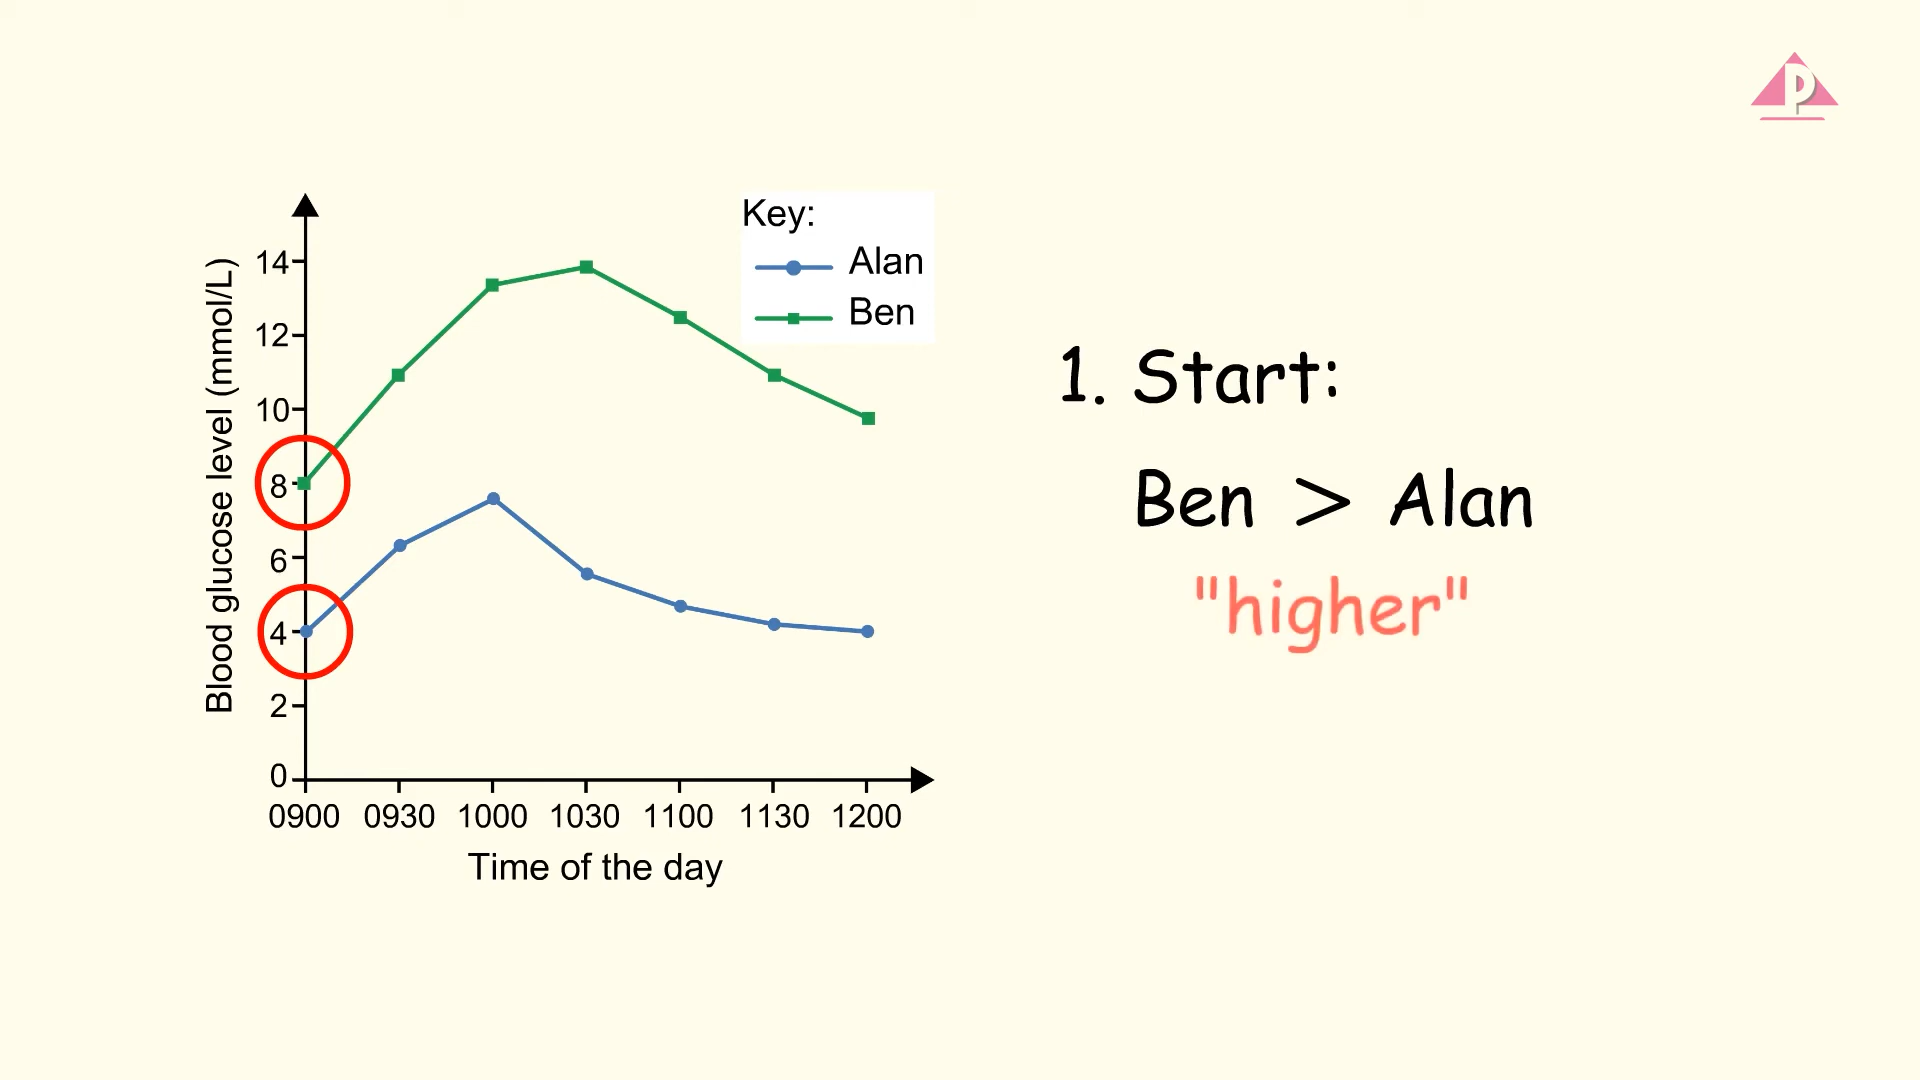 P
Key:
Alan
Ben
Blood glucose level (mmol/L)
14
12
10
8
6
4
2
0
0900 0930 1000 1030 1100 1130 1200
Time of the day
1. Start:
Ben > Alan
"higher"